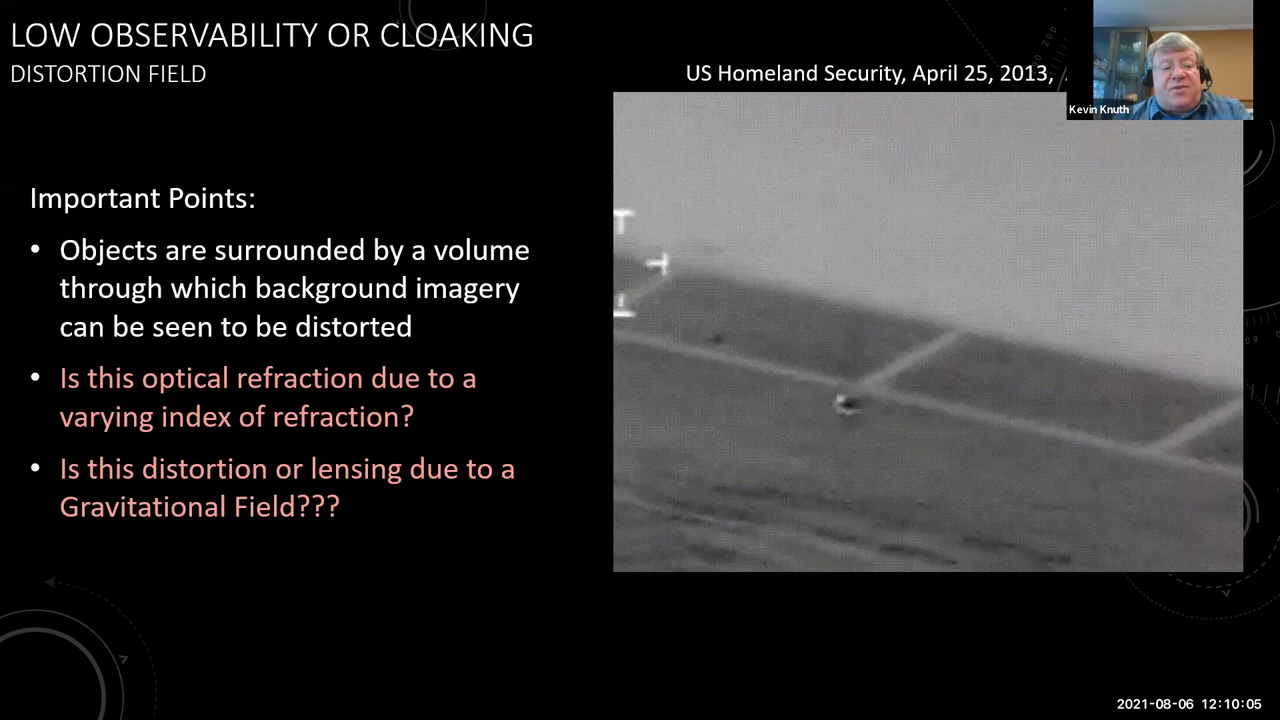 LOW OBSERVABILITY OR CLOAKING
DISTORTION FIELD
US Homeland Security, April 25, 2013,
Kevin Knuth
Important Points:
• Objects are surrounded by a volume
through which background imagery
can be seen to be distorted
• Is this optical refraction due to a
varying index of refraction?
• Is this distortion or lensing due to a
Gravitational Field???
2021-08-06 12:10:05